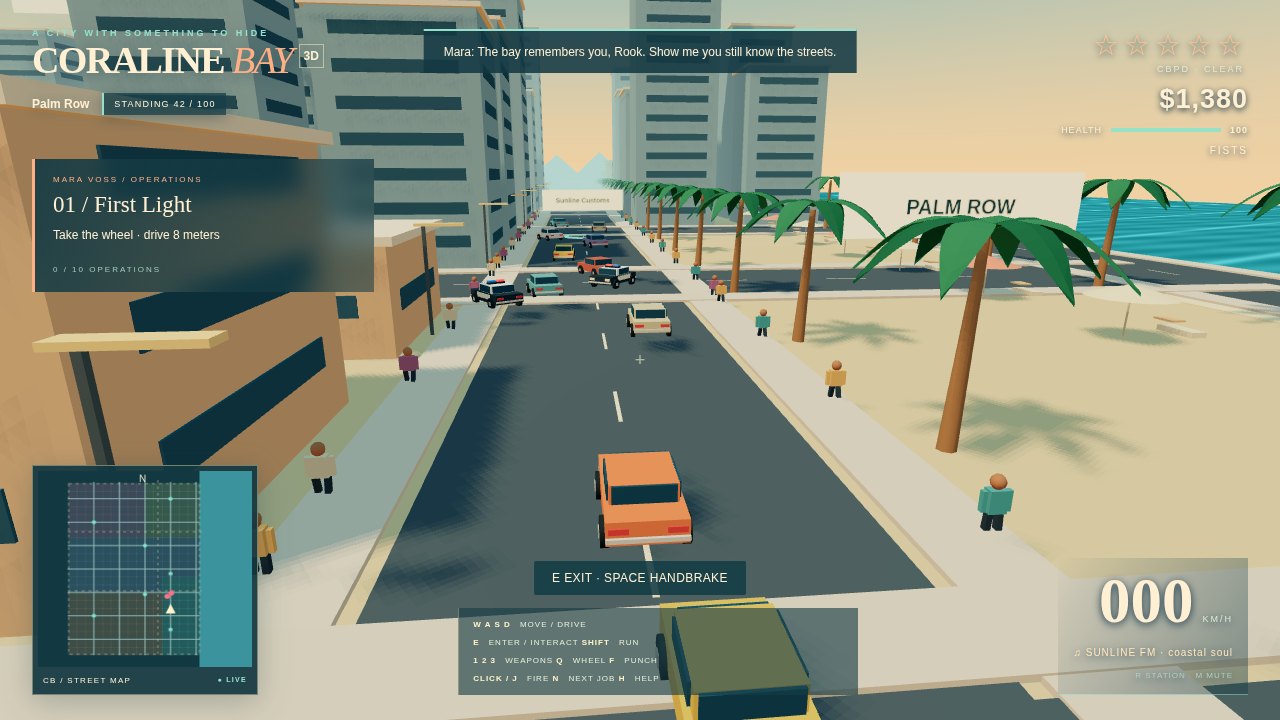 A CITY WITH SOMETHING TO HIDE
CORALINE BAY 3D
Palm Row STANDING 42 / 100
Mara: The bay remembers you, Rook. Show me you still know the streets.
☆ ☆ ☆ ☆ ☆
CBPD · CLEAR
$1,380
HEALTH 100
FISTS
MARA VOSS / OPERATIONS
01 / First Light
Take the wheel · drive 8 meters
0 / 10 OPERATIONS
Sunline Customs
PALM ROW
N
CB / STREET MAP • LIVE
E EXIT · SPACE HANDBRAKE
W A S D MOVE / DRIVE
E ENTER / INTERACT SHIFT RUN
1 2 3 WEAPONS Q WHEEL F PUNCH
CLICK / J FIRE N NEXT JOB H HELP
000 KM/H
♫ SUNLINE FM · coastal soul
R STATION · M MUTE